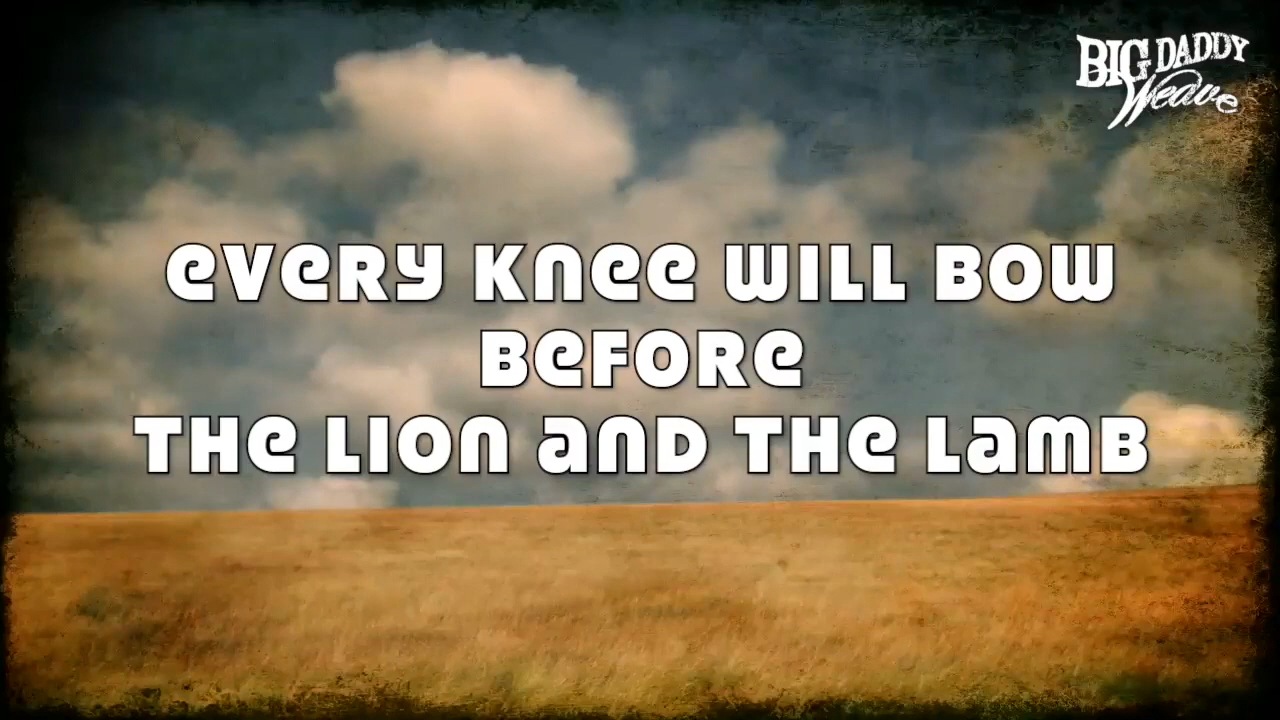 BIG DADDY
Weave
every knee will bow
before
the lion and the lamb